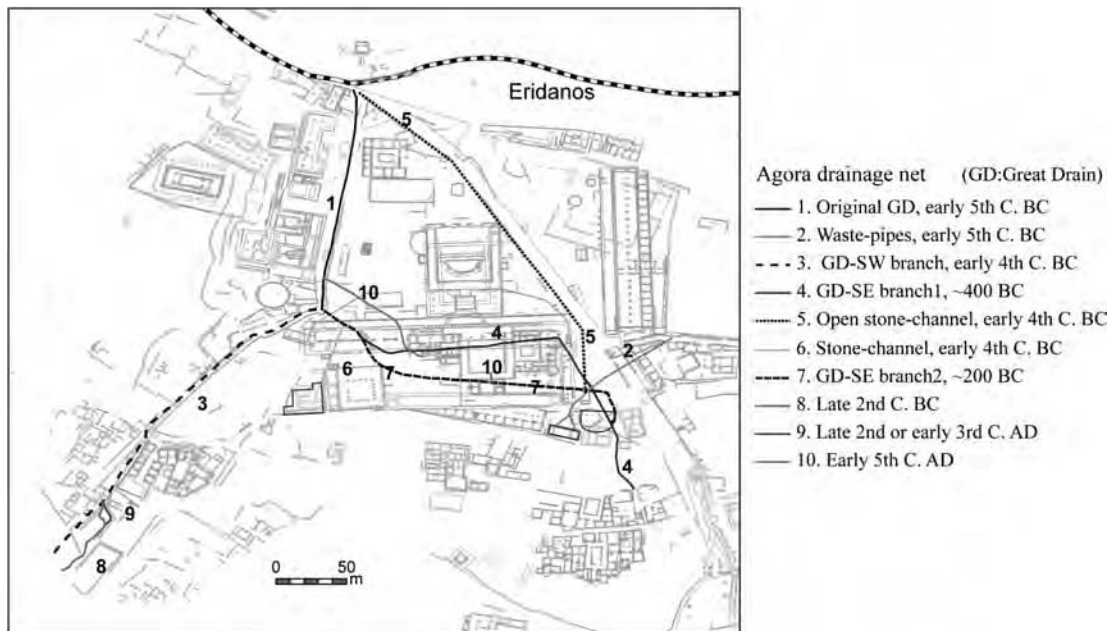 Eridanos
5
1
10
4
5
2
6
7
10
7
3
4
9
8
0 50
m
Agora drainage net (GD:Great Drain)
1. Original GD, early 5th C. BC
2. Waste-pipes, early 5th C. BC
3. GD-SW branch, early 4th C. BC
4. GD-SE branch1, ~400 BC
5. Open stone-channel, early 4th C. BC
6. Stone-channel, early 4th C. BC
7. GD-SE branch2, ~200 BC
8. Late 2nd C. BC
9. Late 2nd or early 3rd C. AD
10. Early 5th C. AD